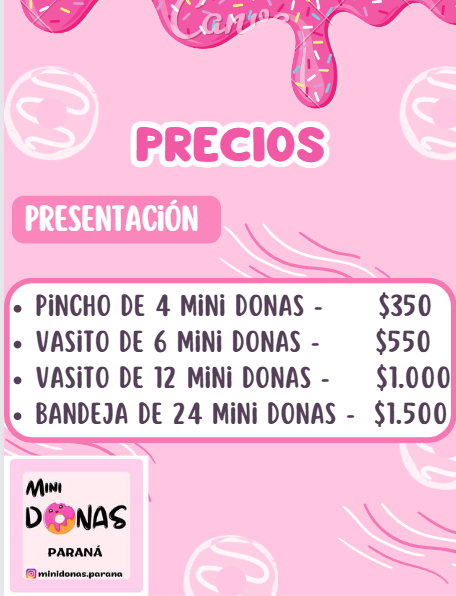 Canva
PRECIOS
PRESENTACIÓN
• PINCHO DE 4 MINI DONAS - $350
• VASITO DE 6 MINI DONAS - $550
• VASITO DE 12 MINI DONAS - $1.000
• BANDEJA DE 24 MINI DONAS - $1.500
MINI
DONAS
PARANÁ
minidonas.parana